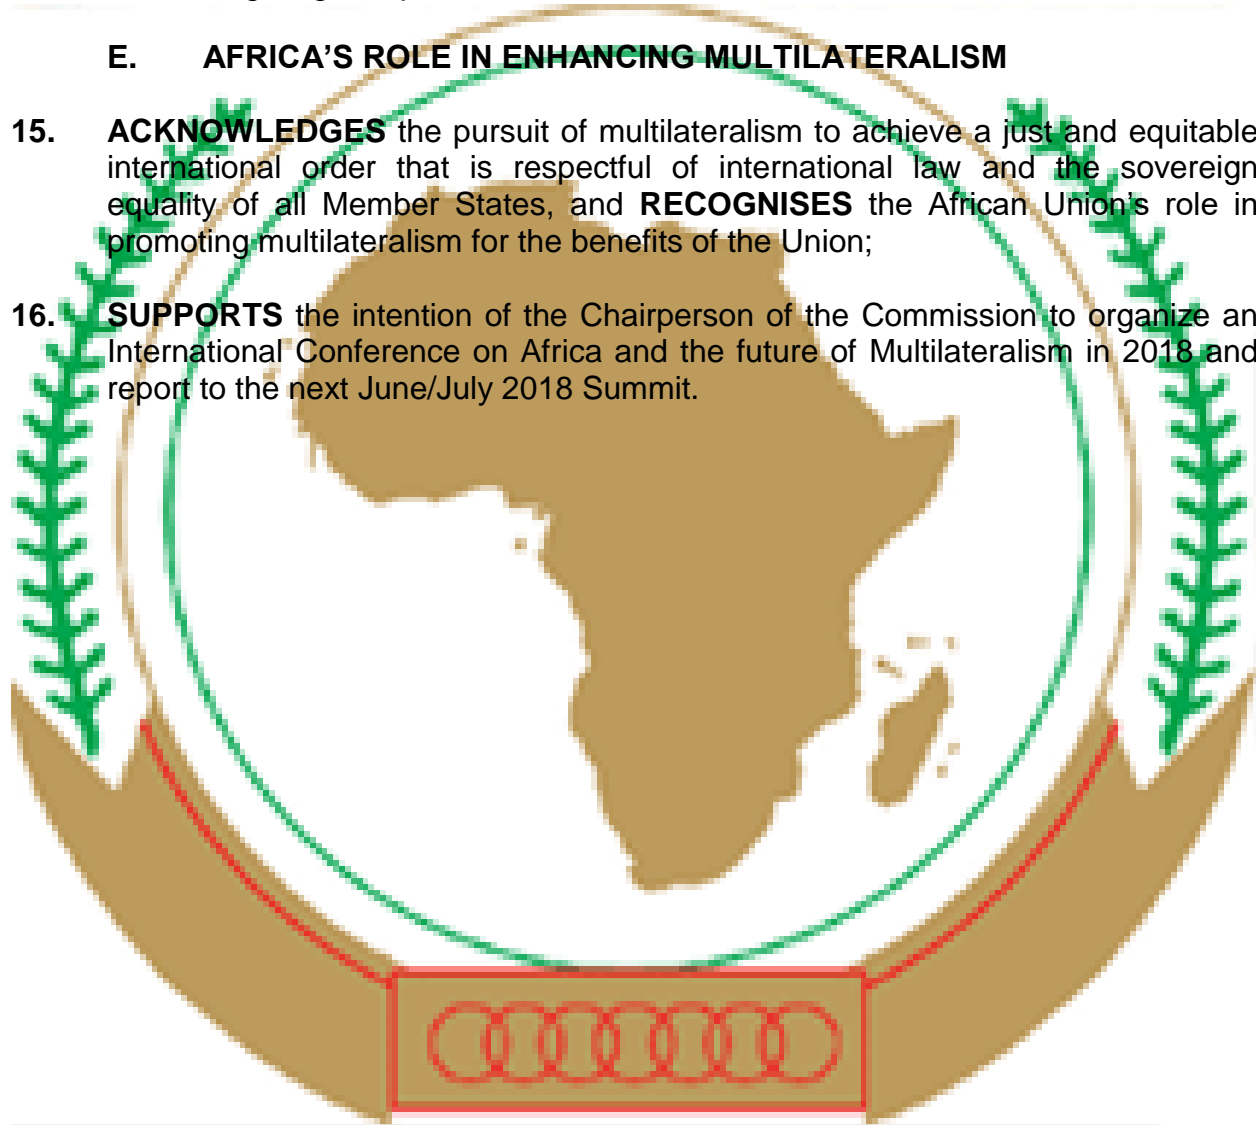 E. AFRICA'S ROLE IN ENHANCING MULTILATERALISM
15. ACKNOWLEDGES the pursuit of multilateralism to achieve a just and equitable
international order that is respectful of international law and the sovereign
equality of all Member States, and RECOGNISES the African Union's role in
promoting multilateralism for the benefits of the Union;
16. SUPPORTS the intention of the Chairperson of the Commission to organize an
International Conference on Africa and the future of Multilateralism in 2018 and
report to the next June/July 2018 Summit.